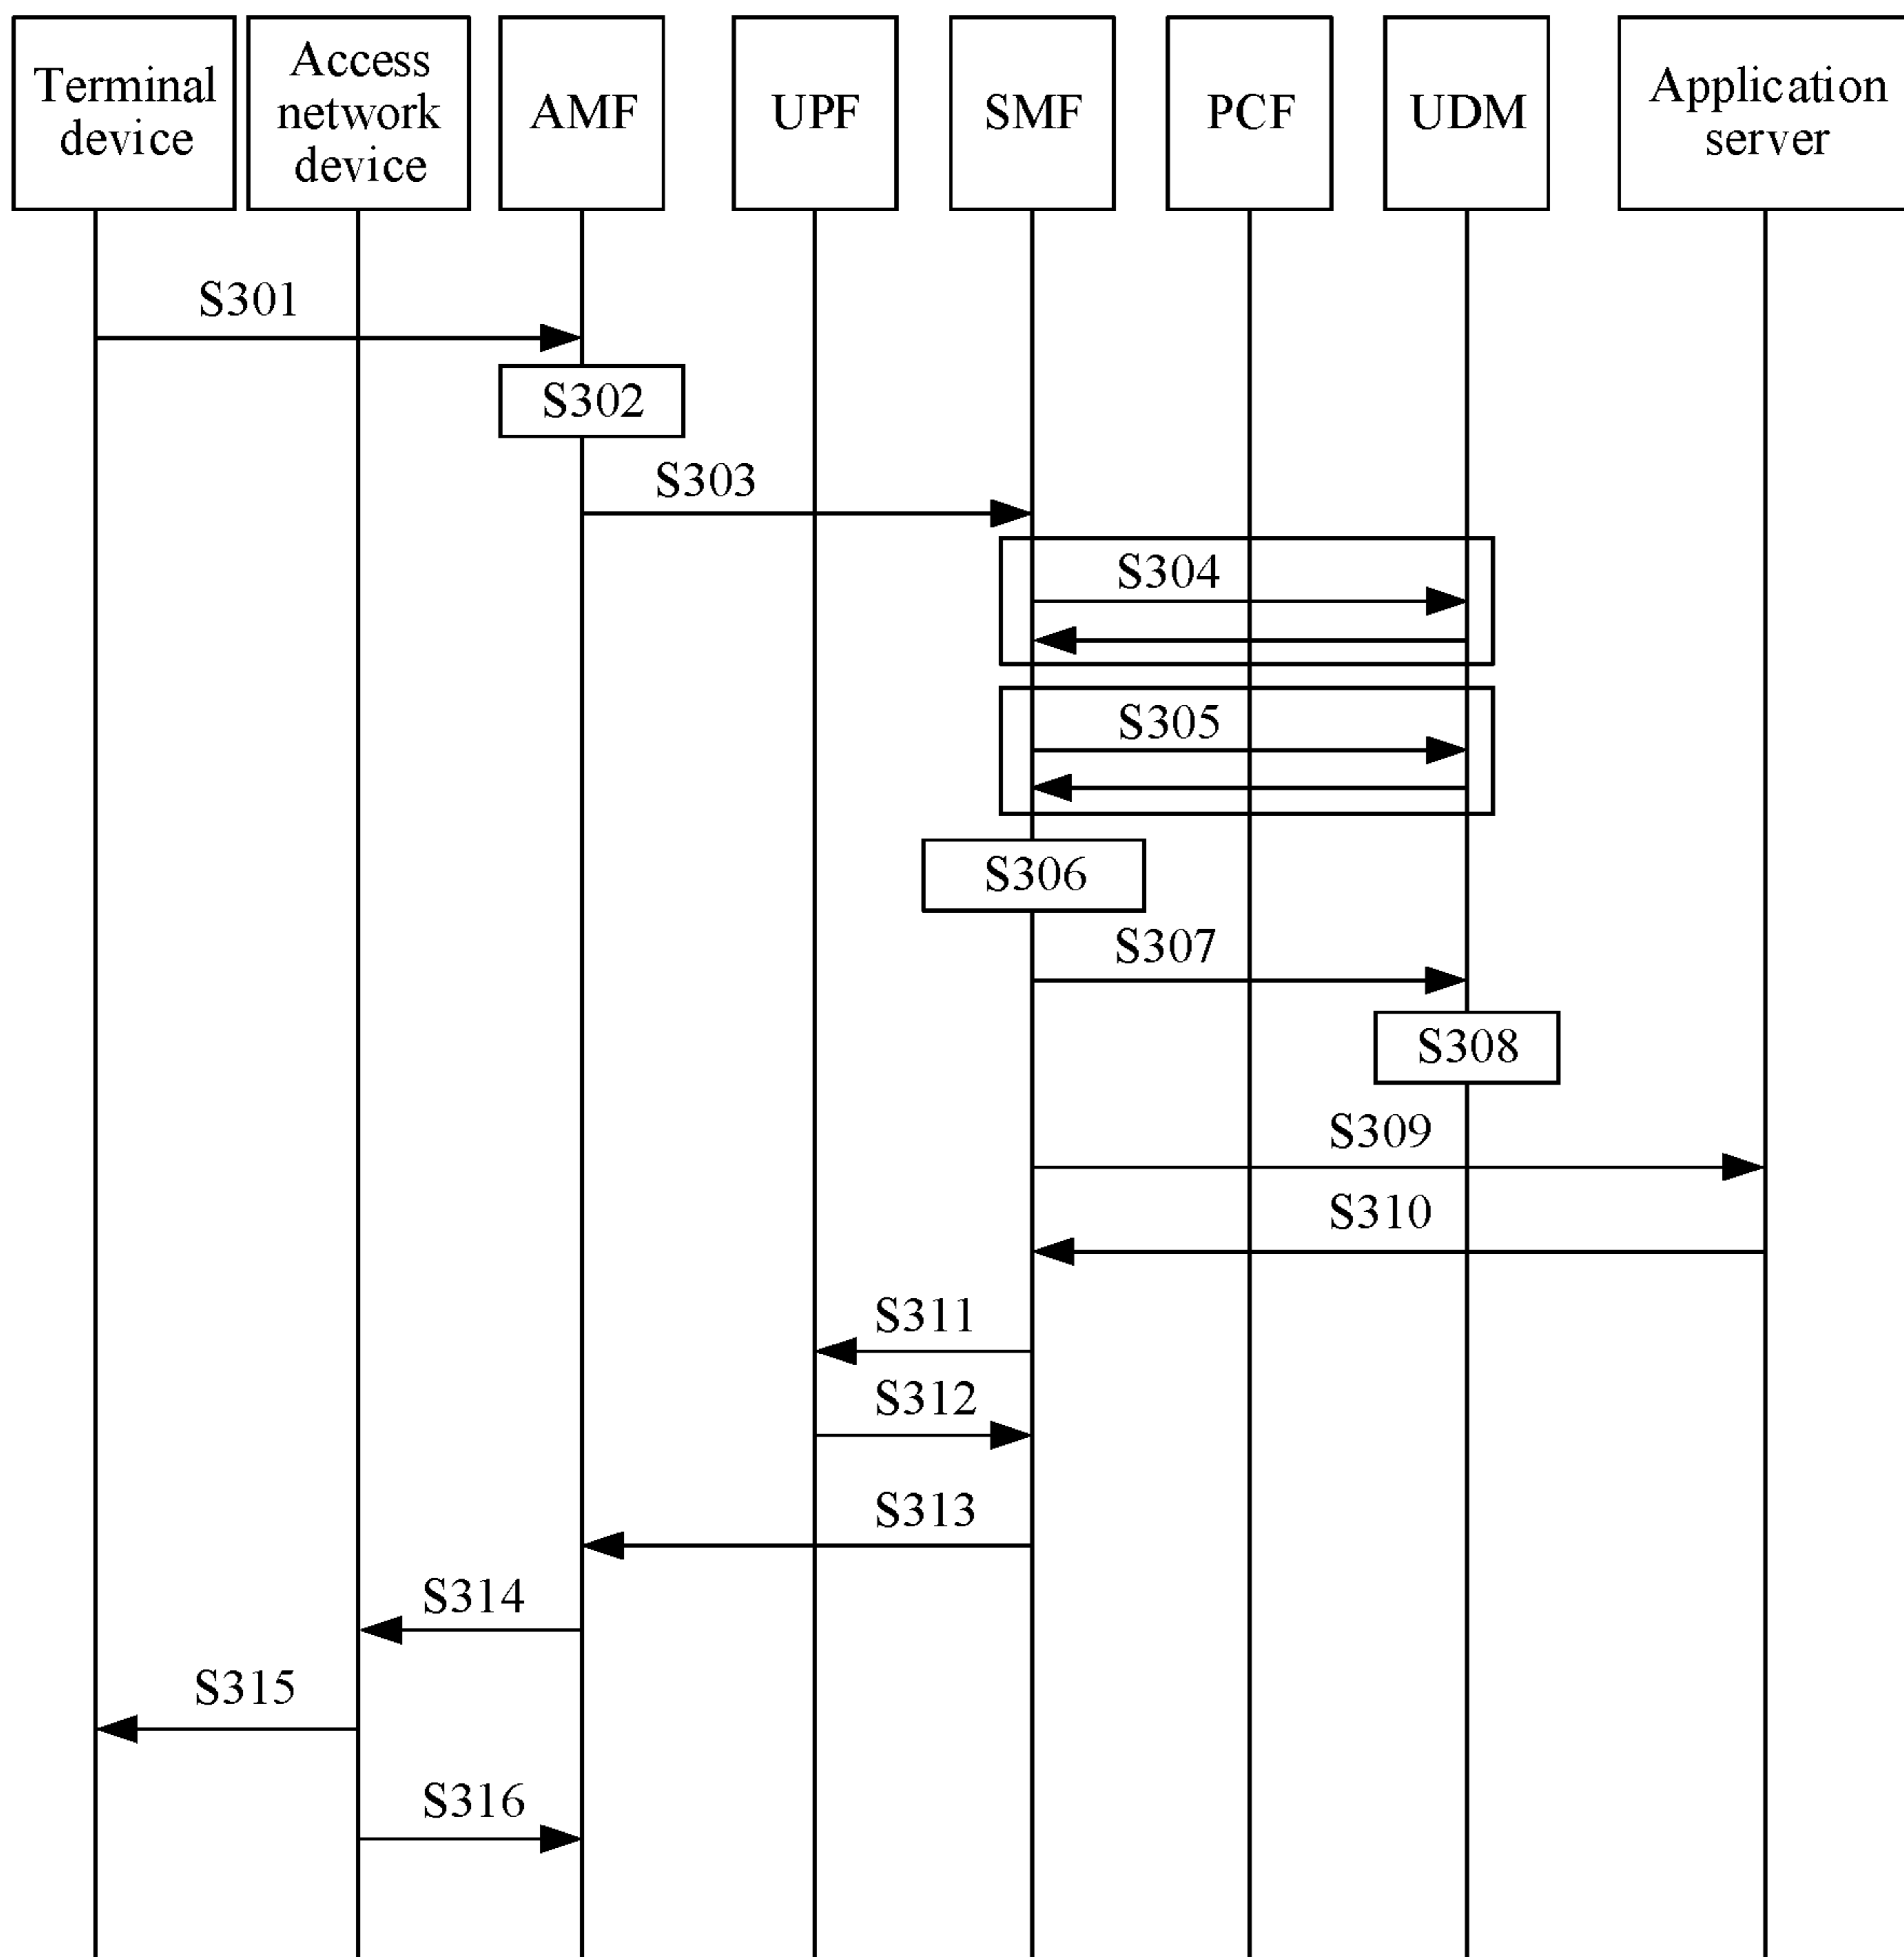 Terminal
device
Access
network
device
AMF
UPF
SMF
PCF
UDM
Application
server
S301
S302
S303
S304
S305
S306
S307
S308
S309
S310
S311
S312
S313
S314
S315
S316